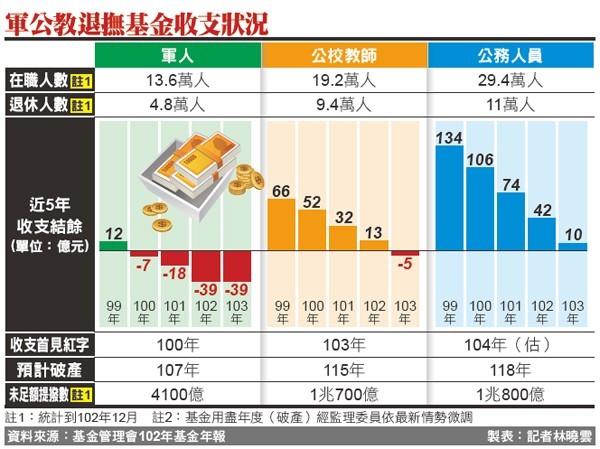 軍公教退撫基金收支狀況
軍人 公校教師 公務人員
在職人數 註1 13.6萬人 19.2萬人 29.4萬人
退休人數 註1 4.8萬人 9.4萬人 11萬人
近5年
收支結餘
(單位：億元)
12 -7 -18 -39 -39
99年 100年 101年 102年 103年
66 52 32 13 -5
99年 100年 101年 102年 103年
134 106 74 42 10
99年 100年 101年 102年 103年
收支首見紅字 100年 103年 104年（估）
預計破產 107年 115年 118年
未足額提撥數 註1 4100億 1兆700億 1兆800億
註1：統計到102年12月 註2：基金用盡年度（破產）經監理委員依最新情勢微調
資料來源：基金管理會102年基金年報 製表：記者林曉雲